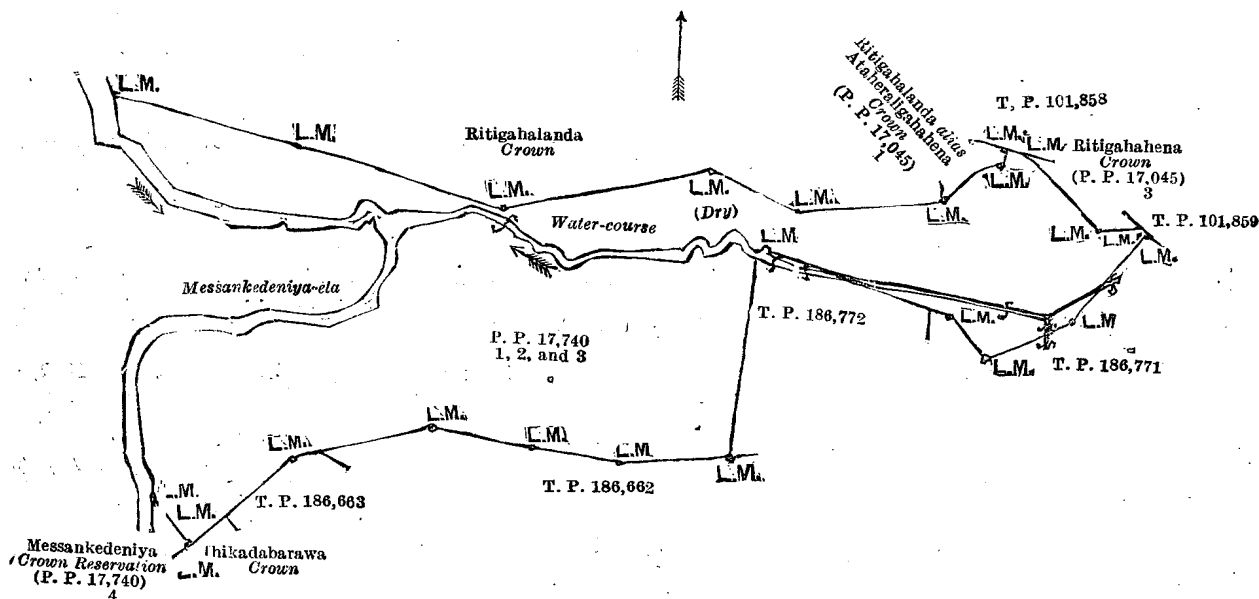 L.M.
L.M.
Ritigahalanda
Crown
L.M.
L.M.
(Dry)
L.M.
Ritigahalanda alias
Ataheraligahahena
Crown
(P. P. 17,045)
1
T. P. 101,858
L.M.
L.M.
L.M.
L.M.
Ritigahahena
Crown
(P. P. 17,045)
3
T. P. 101,859
L.M.
L.M.
L.M.
Water-course
L.M.
Messankedeniya-ela
T. P. 186,772
L.M.
L.M.
L.M.
T. P. 186,771
P. P. 17,740
1, 2, and 3
L.M.
L.M.
L.M.
L.M.
L.M.
T. P. 186,662
T. P. 186,663
L.M.
L.M.
Messankedeniya
Crown Reservation
(P. P. 17,740)
4
Thikadabarawa
Crown
L.M.